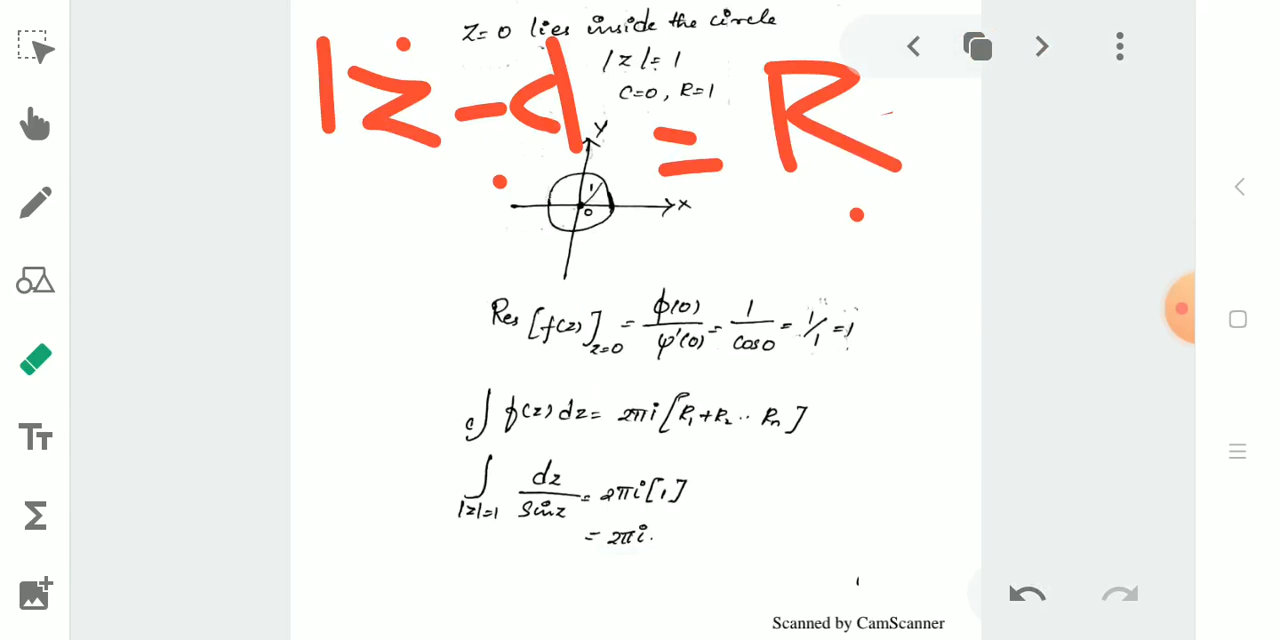 Z=0 lies inside the circle
|z|=1
C=0, R=1
|z-a|=R
Y
1
0
X
Res [f(z)]z=0 = ϕ(0)/ψ'(0) = 1/cos0 = 1/1 = 1
c∫ f(z)dz = 2πi[R₁+R₂..Rn]
∫|z|=1 dz/sinz = 2πi[1]
= 2πi.
Tt
Σ
Scanned by CamScanner